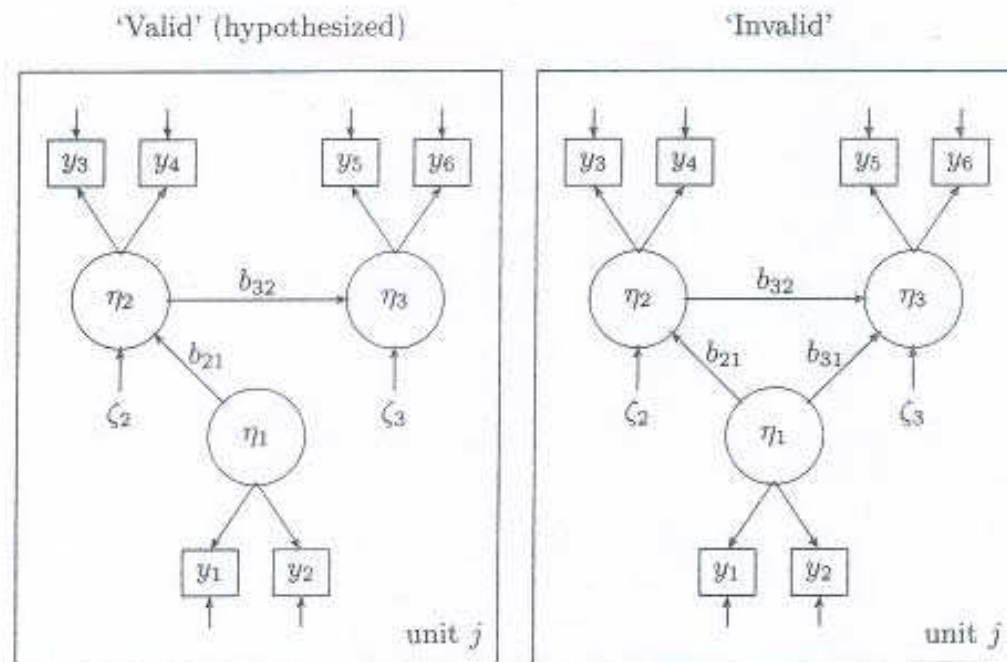 ‘Valid’ (hypothesized)
y₃ y₄ y₅ y₆
η₂ b₃₂ η₃
b₂₁
ζ₂ η₁ ζ₃
y₁ y₂
unit j
‘Invalid’
y₃ y₄ y₅ y₆
η₂ b₃₂ η₃
b₂₁ b₃₁
ζ₂ η₁ ζ₃
y₁ y₂
unit j